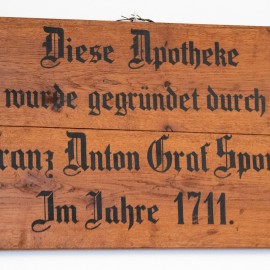 Diese Apotheke
wurde gegründet durch
ranz Anton Graf Spor
Im Jahre 1711.